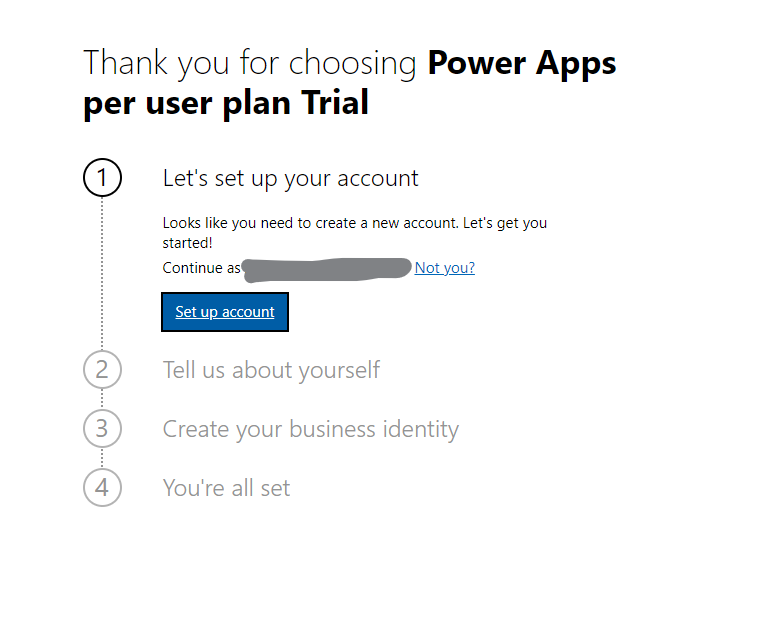 Thank you for choosing Power Apps
per user plan Trial
1
Let's set up your account
Looks like you need to create a new account. Let's get you
started!
Continue as Not you?
Set up account
2
Tell us about yourself
3
Create your business identity
4
You're all set